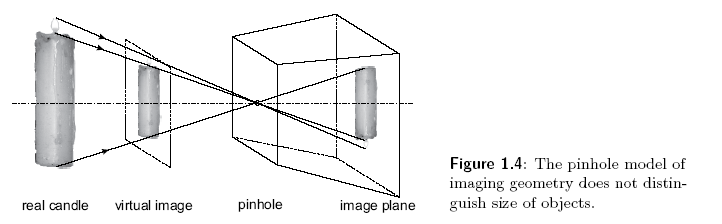 real candle virtual image pinhole image plane
Figure 1.4: The pinhole model of
imaging geometry does not distin-
guish size of objects.